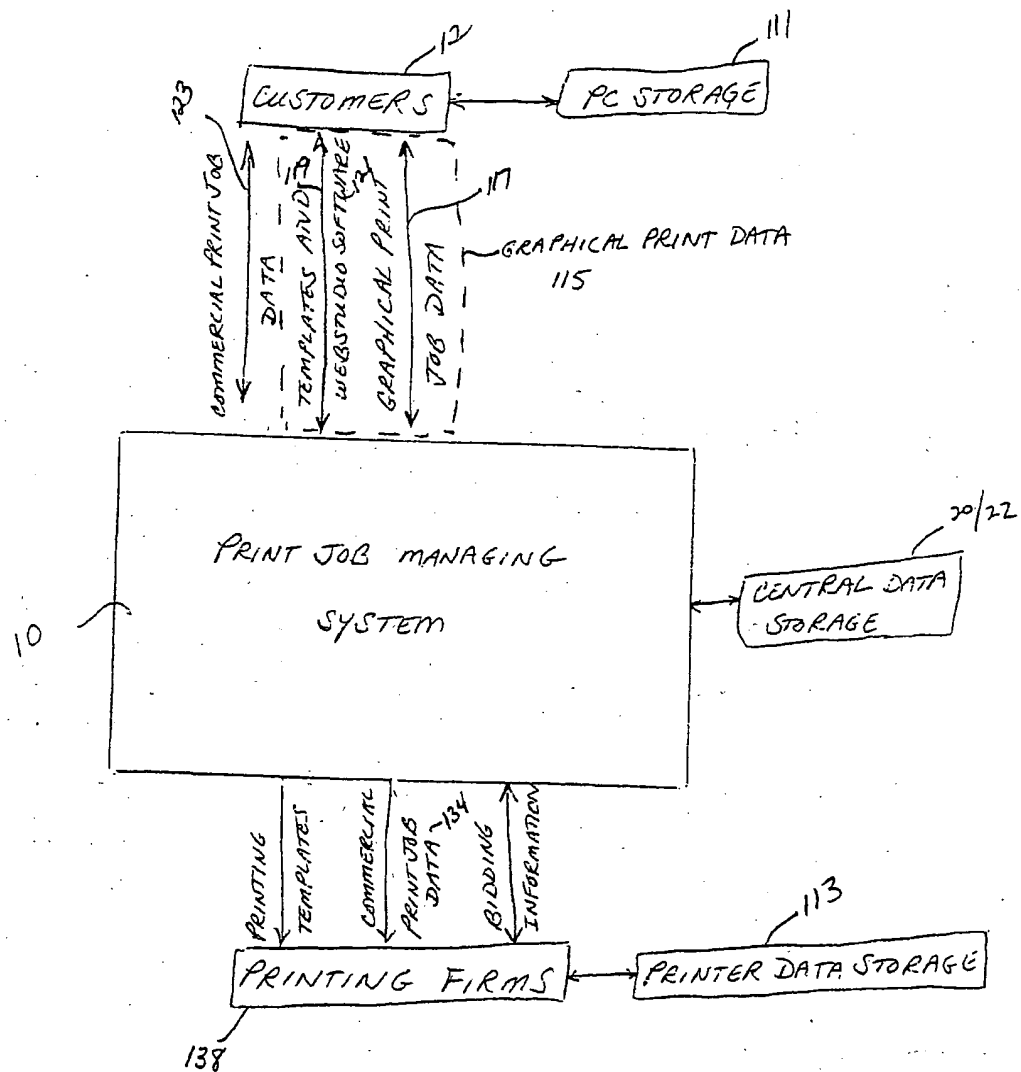 12
111
CUSTOMERS
PC STORAGE
123
COMMERCIAL PRINT JOB
DATA
119
TEMPLATES AND
WEBSTUDIO SOFTWARE
GRAPHICAL PRINT
JOB DATA
117
GRAPHICAL PRINT DATA
115
PRINT JOB MANAGING
SYSTEM
10
20/22
CENTRAL DATA
STORAGE
PRINTING
TEMPLATES
COMMERCIAL
PRINT JOB
DATA 134
BIDDING
INFORMATION
PRINTING FIRMS
138
113
PRINTER DATA STORAGE